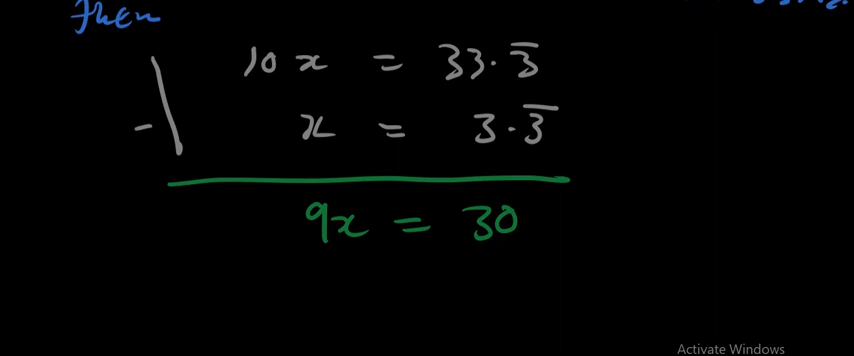 then
10x = 33.3̅
- x = 3.3̅
9x = 30
Activate Windows